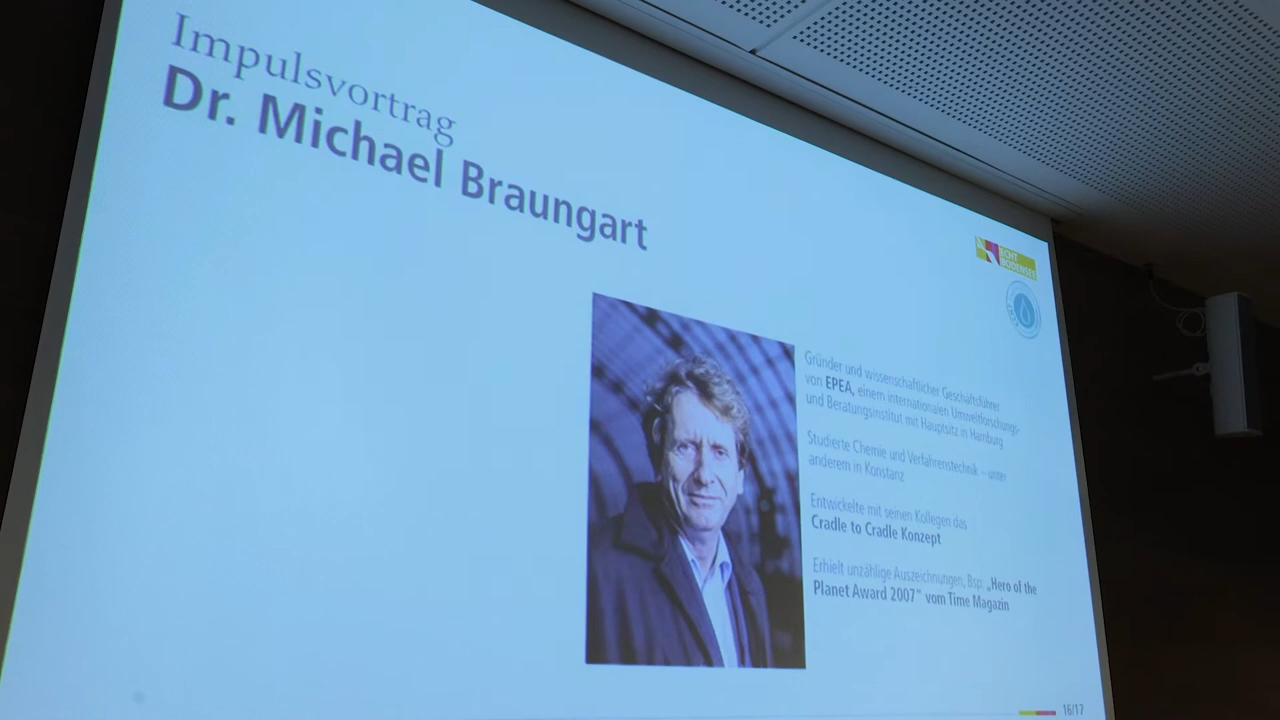 Impulsvortrag
Dr. Michael Braungart
ECHT
BODENSEE
Gründer und wissenschaftlicher Geschäftsführer
von EPEA, einem internationalen Umweltforschungs-
und Beratungsinstitut mit Hauptsitz in Hamburg
Studierte Chemie und Verfahrenstechnik – unter
anderem in Konstanz
Entwickelte mit seinen Kollegen das
Cradle to Cradle Konzept
Erhielt unzählige Auszeichnungen, Bsp: „Hero of the
Planet Award 2007“ vom Time Magazin
16/17